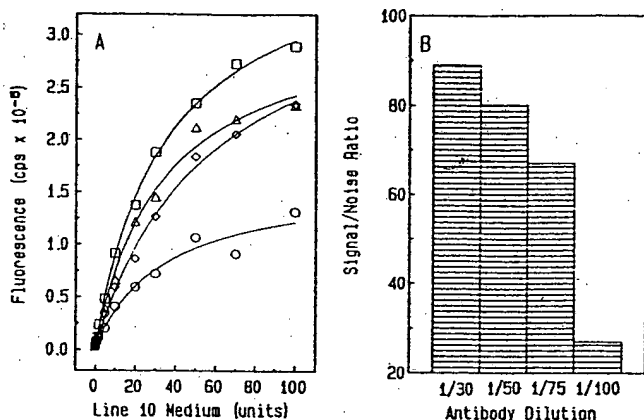 A
B
Fluorescence (cps x 10⁻⁵)
3.0
2.5
2.0
1.5
1.0
0.5
0.0
0 20 40 60 80 100
Line 10 Medium (units)
Signal/Noise Ratio
100
80
60
40
20
1/30 1/50 1/75 1/100
Antibody Dilution